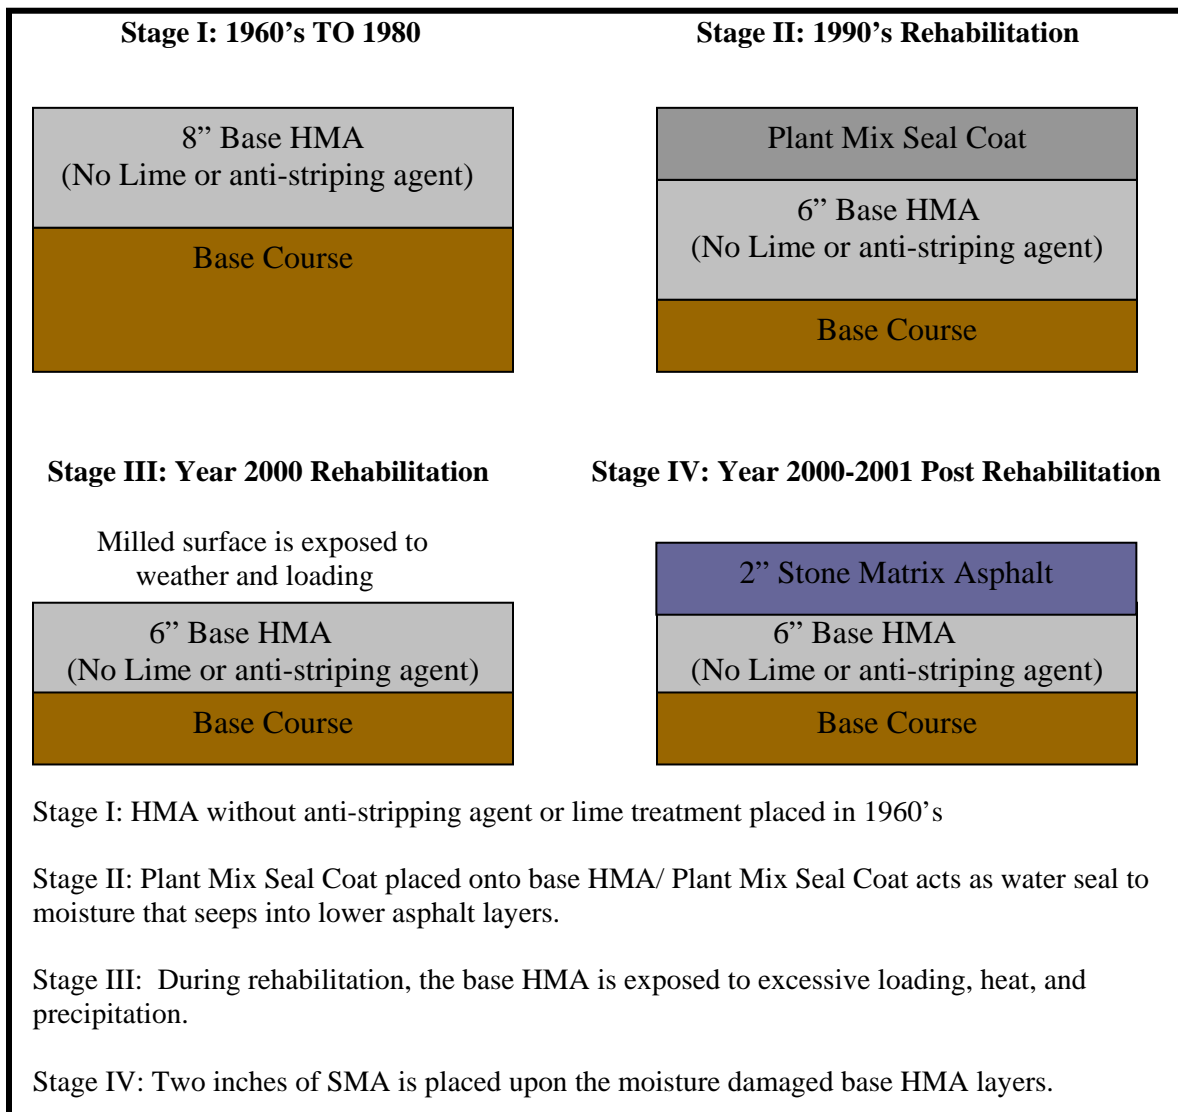 Stage I: 1960’s TO 1980
8” Base HMA
(No Lime or anti-striping agent)
Base Course
Stage II: 1990’s Rehabilitation
Plant Mix Seal Coat
6” Base HMA
(No Lime or anti-striping agent)
Base Course
Stage III: Year 2000 Rehabilitation
Milled surface is exposed to
weather and loading
6” Base HMA
(No Lime or anti-striping agent)
Base Course
Stage IV: Year 2000-2001 Post Rehabilitation
2” Stone Matrix Asphalt
6” Base HMA
(No Lime or anti-striping agent)
Base Course
Stage I: HMA without anti-stripping agent or lime treatment placed in 1960’s
Stage II: Plant Mix Seal Coat placed onto base HMA/ Plant Mix Seal Coat acts as water seal to
moisture that seeps into lower asphalt layers.
Stage III:  During rehabilitation, the base HMA is exposed to excessive loading, heat, and
precipitation.
Stage IV: Two inches of SMA is placed upon the moisture damaged base HMA layers.